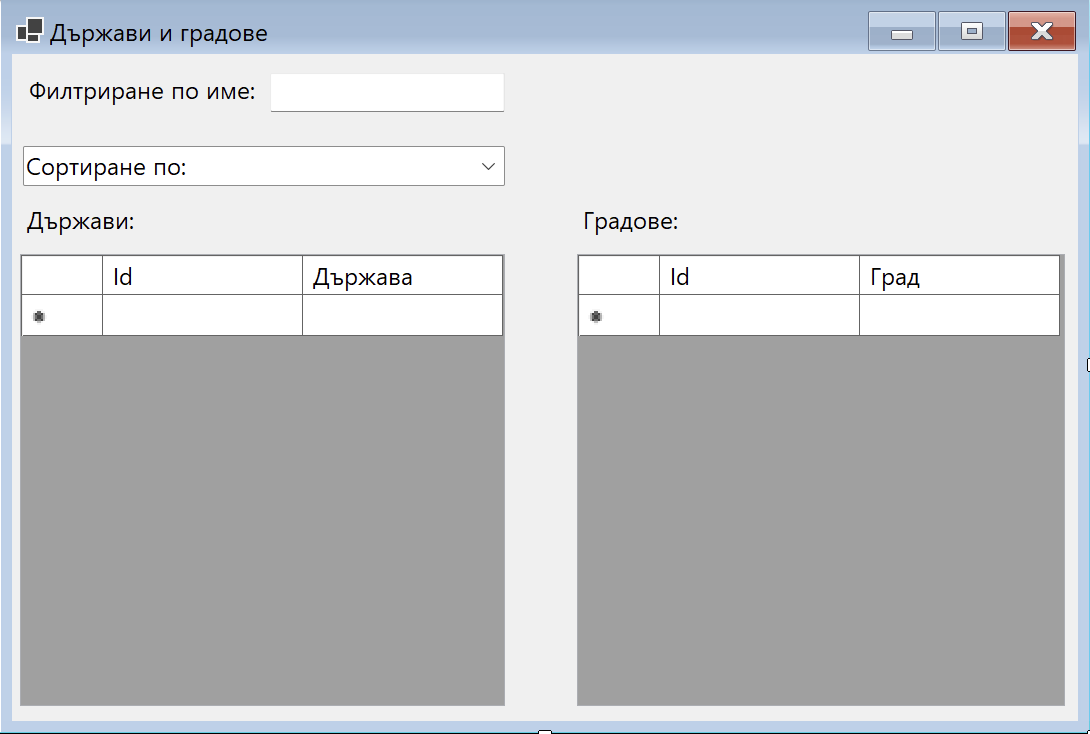 Държави и градове
Филтриране по име:
Сортиране по:
Държави:
Градове:
Id Държава
Id Град